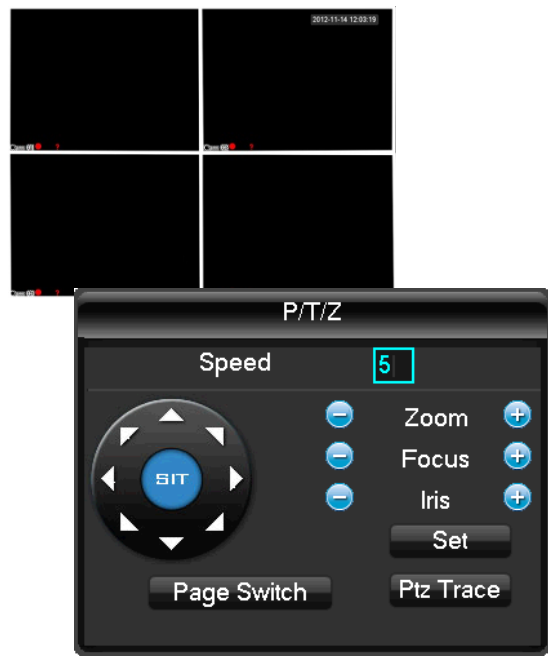 2012-11-14 12:03:19
?
?
?
P/T/Z
Speed 5
Zoom
Focus
SIT
Iris
Set
Page Switch
Ptz Trace